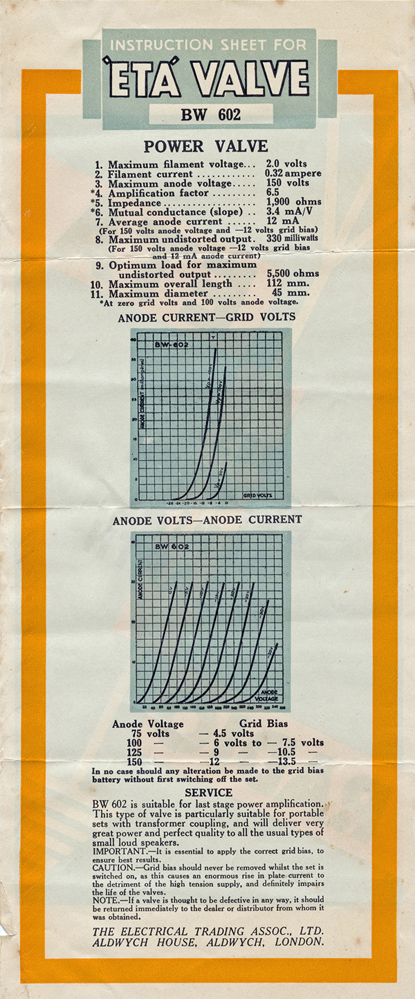 INSTRUCTION SHEET FOR
'ETA' VALVE
BW 602
POWER VALVE
1. Maximum filament voltage... 2.0 volts
2. Filament current ............ 0.32 ampere
3. Maximum anode voltage..... 150 volts
*4. Amplification factor ......... 6.5
*5. Impedance................... 1,900 ohms
*6. Mutual conductance (slope) .. 3.4 mA/V
7. Average anode current ...... 12 mA
(For 150 volts anode voltage and —12 volts grid bias)
8. Maximum undistorted output. 330 milliwatts
(For 150 volts anode voltage —12 volts grid bias
and 12 mA anode current)
9. Optimum load for maximum
undistorted output ......... 5,500 ohms
10. Maximum overall length .... 112 mm.
11. Maximum diameter ......... 45 mm.
*At zero grid volts and 100 volts anode voltage.
ANODE CURRENT—GRID VOLTS
BW-602
ANODE CURRENT
GRID VOLTS
ANODE VOLTS—ANODE CURRENT
BW 602
ANODE CURRENT
ANODE
VOLTAGE
Anode Voltage Grid Bias
75 volts — 4.5 volts
100 — — 6 volts to — 7.5 volts
125 — — 9 — —10.5 —
150 — —12 — —13.5 —
In no case should any alteration be made to the grid bias
battery without first switching off the set.
SERVICE
BW 602 is suitable for last stage power amplification.
This type of valve is particularly suitable for portable
sets with transformer coupling, and will deliver very
great power and perfect quality to all the usual types of
small loud speakers.
IMPORTANT.—It is essential to apply the correct grid bias, to
ensure best results.
CAUTION.—Grid bias should never be removed whilst the set is
switched on, as this causes an enormous rise in plate current to
the detriment of the high tension supply, and definitely impairs
the life of the valves.
NOTE.—If a valve is thought to be defective in any way, it should
be returned immediately to the dealer or distributor from whom it
was obtained.
THE ELECTRICAL TRADING ASSOC., LTD.
ALDWYCH HOUSE, ALDWYCH, LONDON.